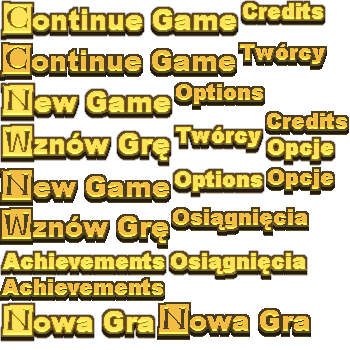 Continue Game Credits
Continue Game Twórcy
New Game Options
Wznów Grę Twórcy Credits
Opcje
New Game Options Opcje
Wznów Grę Osiągnięcia
Achievements Osiągnięcia
Achievements
Nowa Gra Nowa Gra